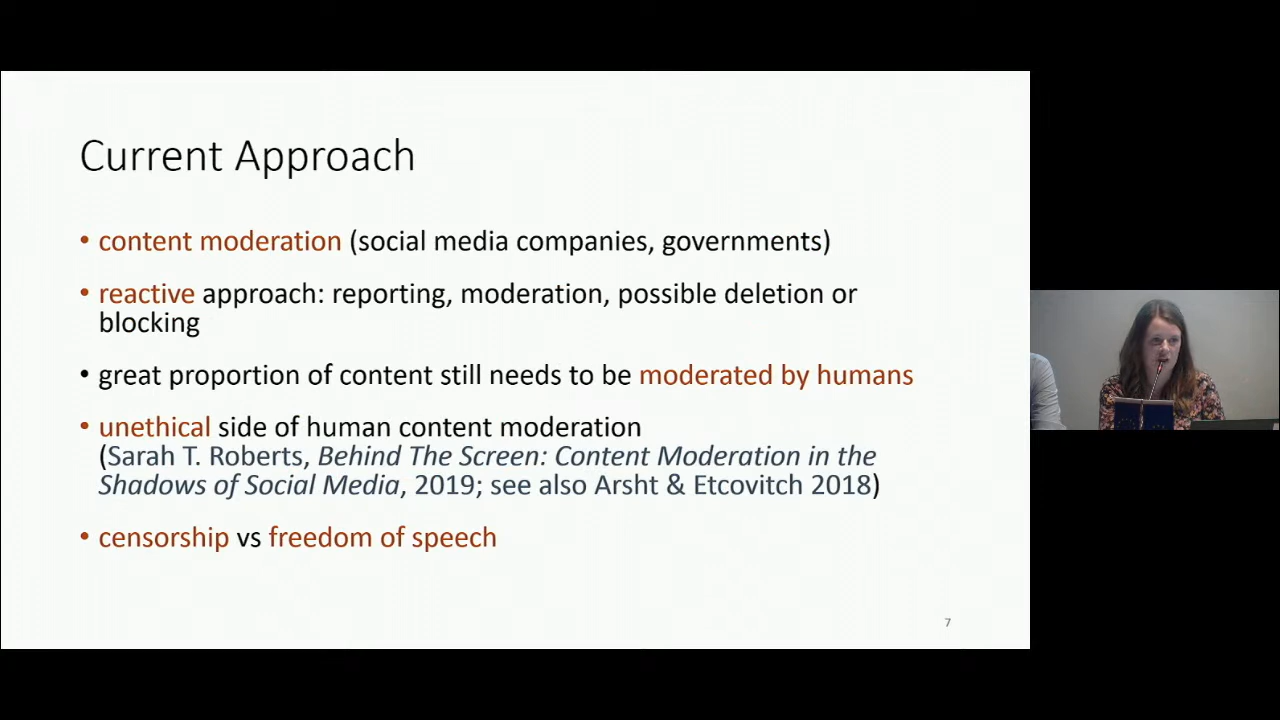 Current Approach
• content moderation (social media companies, governments)
• reactive approach: reporting, moderation, possible deletion or
blocking
• great proportion of content still needs to be moderated by humans
• unethical side of human content moderation
(Sarah T. Roberts, Behind The Screen: Content Moderation in the
Shadows of Social Media, 2019; see also Arsht & Etcovitch 2018)
• censorship vs freedom of speech
7